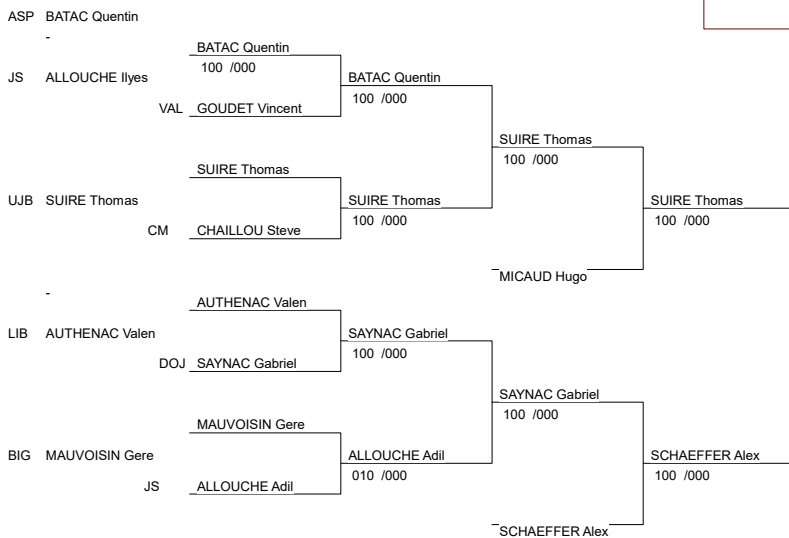 ASP BATAC Quentin
-
BATAC Quentin
100 /000
JS ALLOUCHE Ilyes
BATAC Quentin
100 /000
VAL GOUDET Vincent
SUIRE Thomas
100 /000
SUIRE Thomas
UJB SUIRE Thomas
SUIRE Thomas
100 /000
SUIRE Thomas
100 /000
CM CHAILLOU Steve
MICAUD Hugo
-
AUTHENAC Valen
LIB AUTHENAC Valen
SAYNAC Gabriel
100 /000
DOJ SAYNAC Gabriel
SAYNAC Gabriel
100 /000
MAUVOISIN Gere
BIG MAUVOISIN Gere
ALLOUCHE Adil
010 /000
SCHAEFFER Alex
100 /000
JS ALLOUCHE Adil
SCHAEFFER Alex